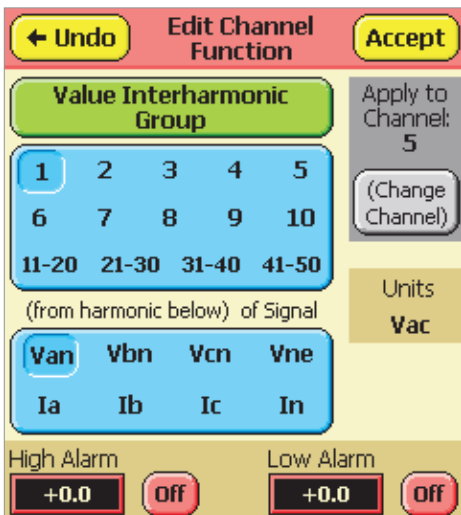 ← Undo
Edit Channel
Function
Accept
Value Interharmonic
Group
Apply to
Channel:
5
(Change
Channel)
1 2 3 4 5
6 7 8 9 10
11-20 21-30 31-40 41-50
(from harmonic below) of Signal
Units
Vac
Van Vbn Vcn Vne
Ia Ib Ic In
High Alarm
+0.0 Off
Low Alarm
+0.0 Off